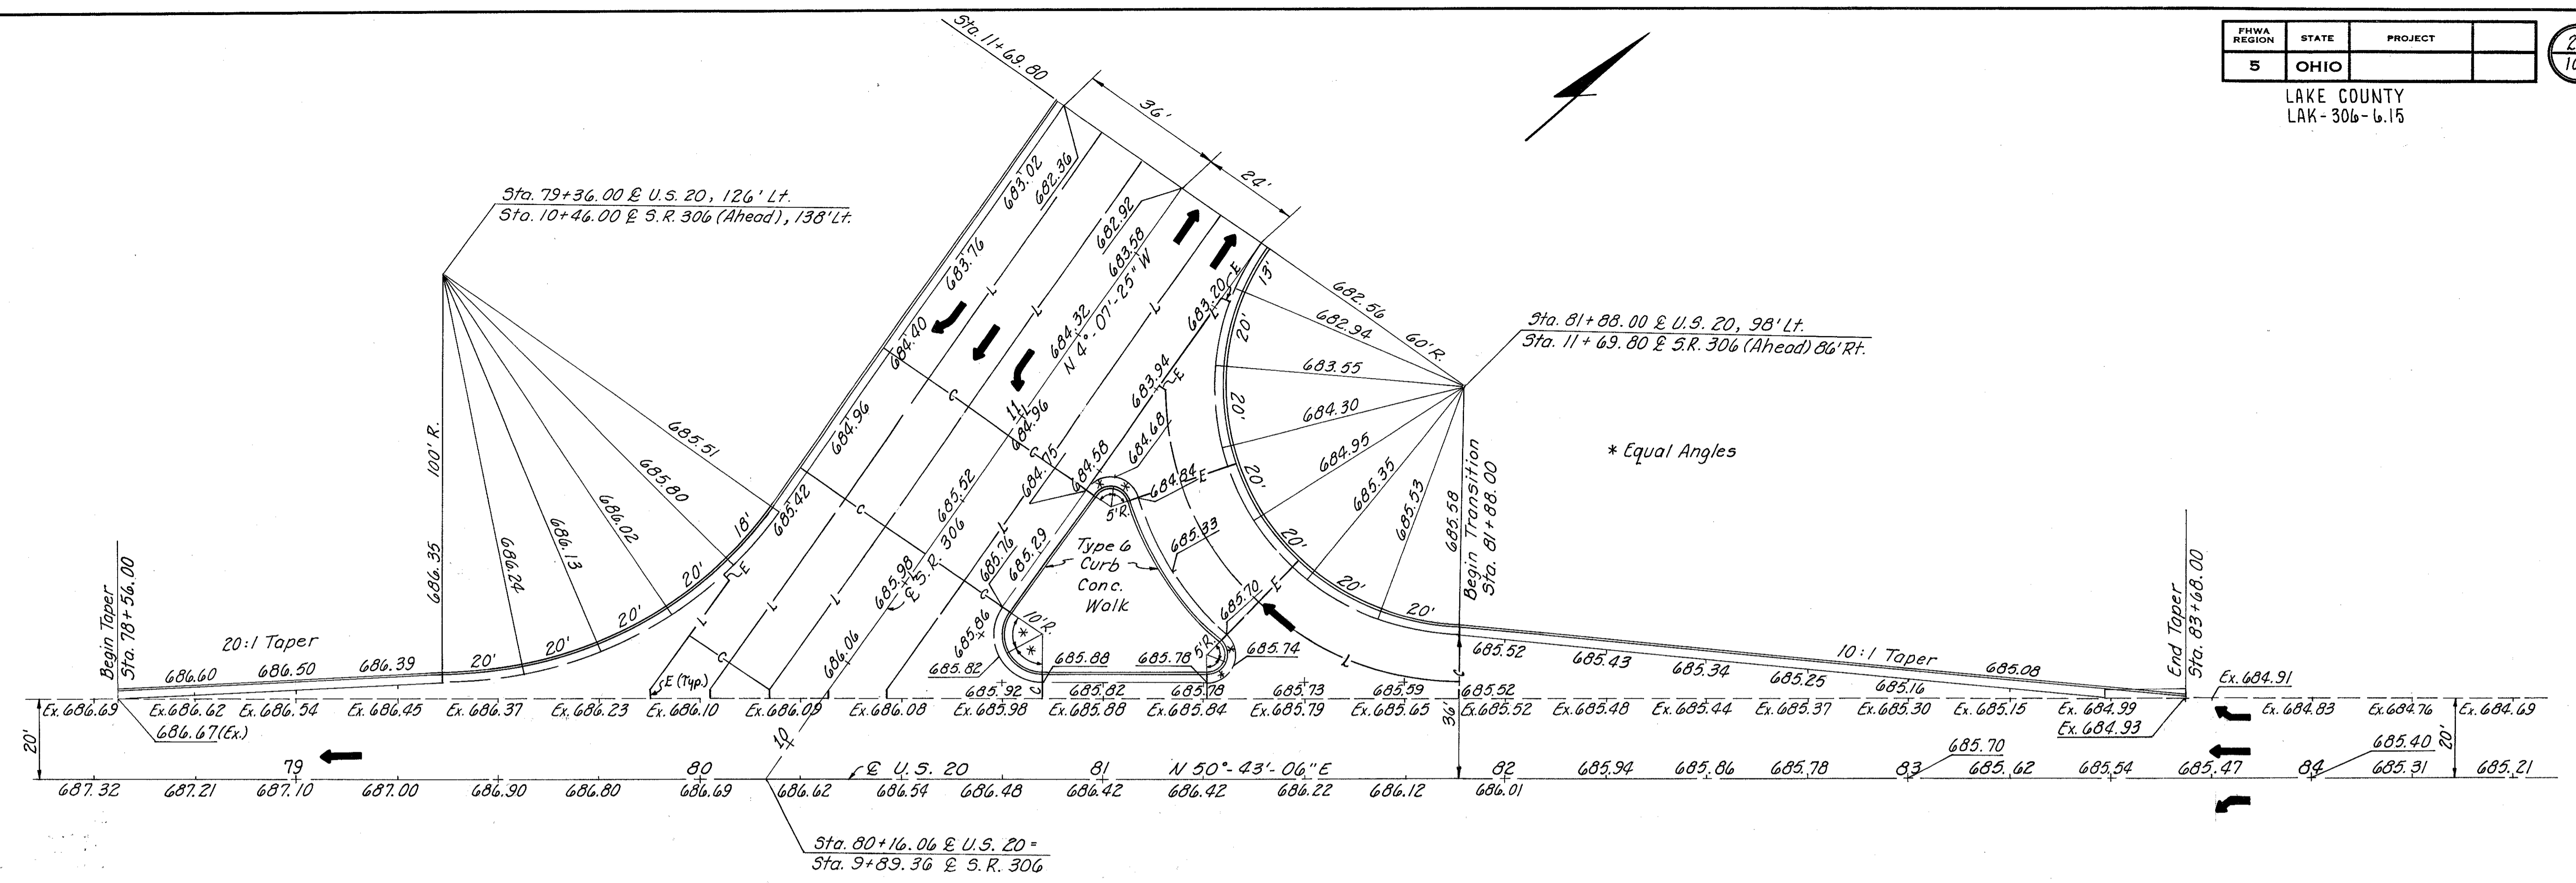 FHWA REGION STATE PROJECT
5 OHIO
LAKE COUNTY
LAK-306-6.15
Sta. 11+69.80
36'
24'
Sta. 79+36.00 ℄ U.S. 20, 126' Lt.
Sta. 10+46.00 ℄ S.R. 306 (Ahead), 138' Lt.
Sta. 81+88.00 ℄ U.S. 20, 98' Lt.
Sta. 11+69.80 ℄ S.R. 306 (Ahead) 86' Rt.
* Equal Angles
683.02
682.36
683.76
684.40
684.96
685.42
682.92
683.58
684.32
N 4°-07'-25" W
11
684.96
684.75
685.52
685.98
℄ S.R. 306
686.06
683.20
683.94
684.58
684.68
684.84
685.76
685.29
685.33
685.70
685.86
685.82
685.88
685.78
685.74
5'R.
10'R.
5'R.
Type 6
Curb
Conc.
Walk
100' R.
686.35
686.24
686.13
686.02
685.80
685.51
18'
20'
20'
20'
20'
60'R.
682.56
682.94
683.55
684.30
684.95
685.35
685.53
685.58
13'
20'
20'
20'
20'
20'
20'
Begin Transition
Sta. 81+88.00
Begin Taper
Sta. 78+56.00
20:1 Taper
686.60 686.50 686.39
E (Typ.)
685.92 685.82 685.78 685.73 685.59 685.52
685.52 685.43 685.34 685.25 685.16 685.08
10:1 Taper
End Taper
Sta. 83+68.00
Ex. 684.91
Ex. 686.69 Ex. 686.62 Ex. 686.54 Ex. 686.45 Ex. 686.37 Ex. 686.23 Ex. 686.10 Ex. 686.09 Ex. 686.08 Ex. 685.98 Ex. 685.88 Ex. 685.84 Ex. 685.79 Ex. 685.65 Ex. 685.52 Ex. 685.48 Ex. 685.44 Ex. 685.37 Ex. 685.30 Ex. 685.15 Ex. 684.99 Ex. 684.83 Ex. 684.76 Ex. 684.69
686.67 (Ex.)
Ex. 684.93
20'
36'
20'
10
79 80 ℄ U.S. 20 81 N 50°-43'-06" E 82 685.94 685.86 685.78 83 685.62 685.54 685.47 84 685.31 685.21
685.70
685.40
687.32 687.21 687.10 687.00 686.90 686.80 686.69 686.62 686.54 686.48 686.42 686.42 686.22 686.12 686.01
Sta. 80+16.06 ℄ U.S. 20 =
Sta. 9+89.36 ℄ S.R. 306